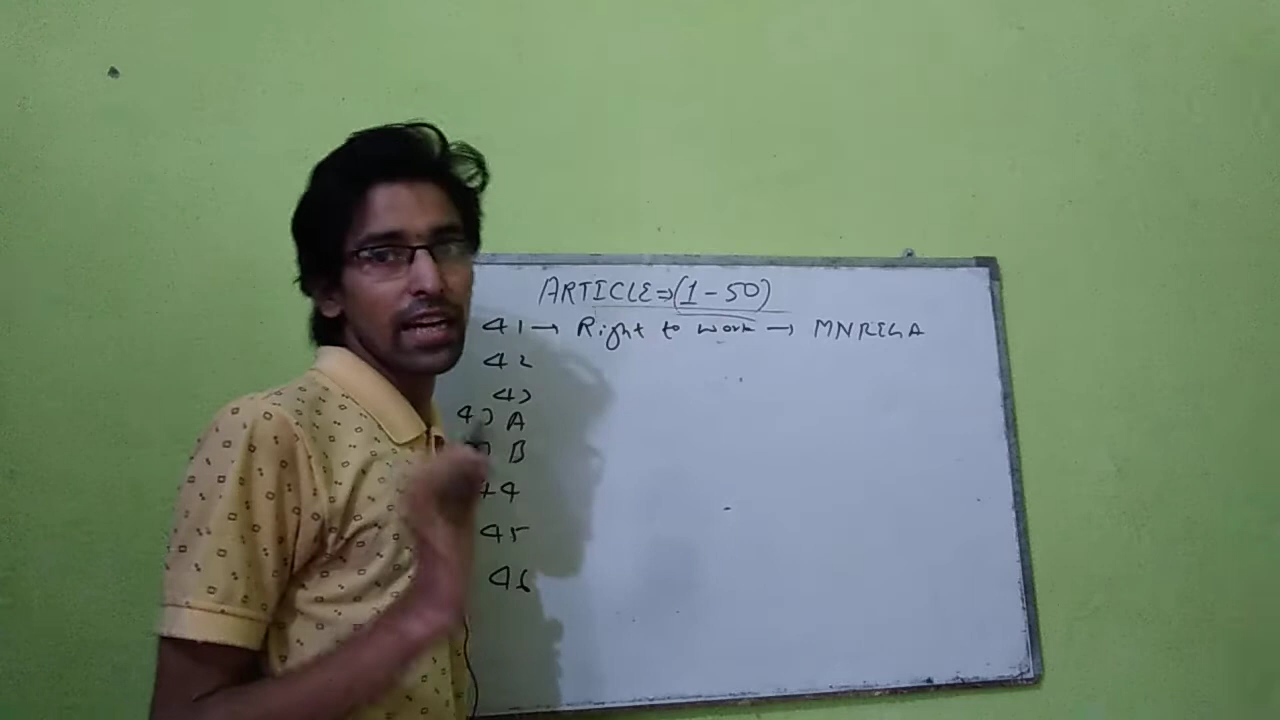 ARTICLE⇒(1-50)
41 → Right to work → MNREGA
42
43
43 A
B
44
45
46